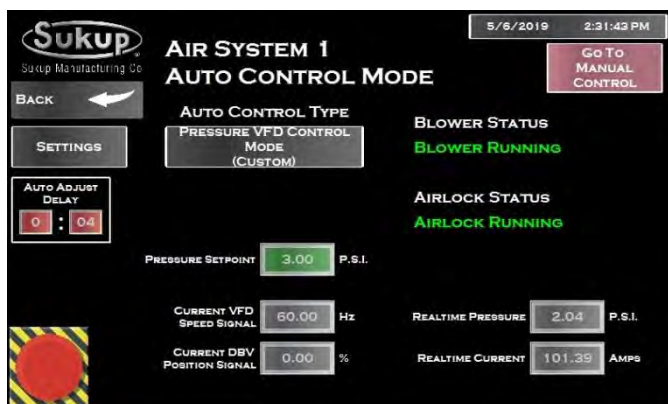 Sukup
Sukup Manufacturing Co
5/6/2019 2:31:43 PM
AIR SYSTEM 1
AUTO CONTROL MODE
GO TO
MANUAL
CONTROL
BACK
SETTINGS
AUTO CONTROL TYPE
PRESSURE VFD CONTROL
MODE
(CUSTOM)
BLOWER STATUS
BLOWER RUNNING
AUTO ADJUST
DELAY
0 : 04
AIRLOCK STATUS
AIRLOCK RUNNING
PRESSURE SETPOINT 3.00 P.S.I.
CURRENT VFD
SPEED SIGNAL 60.00 HZ
REALTIME PRESSURE 2.04 P.S.I.
CURRENT DBV
POSITION SIGNAL 0.00 %
REALTIME CURRENT 101.39 AMPS